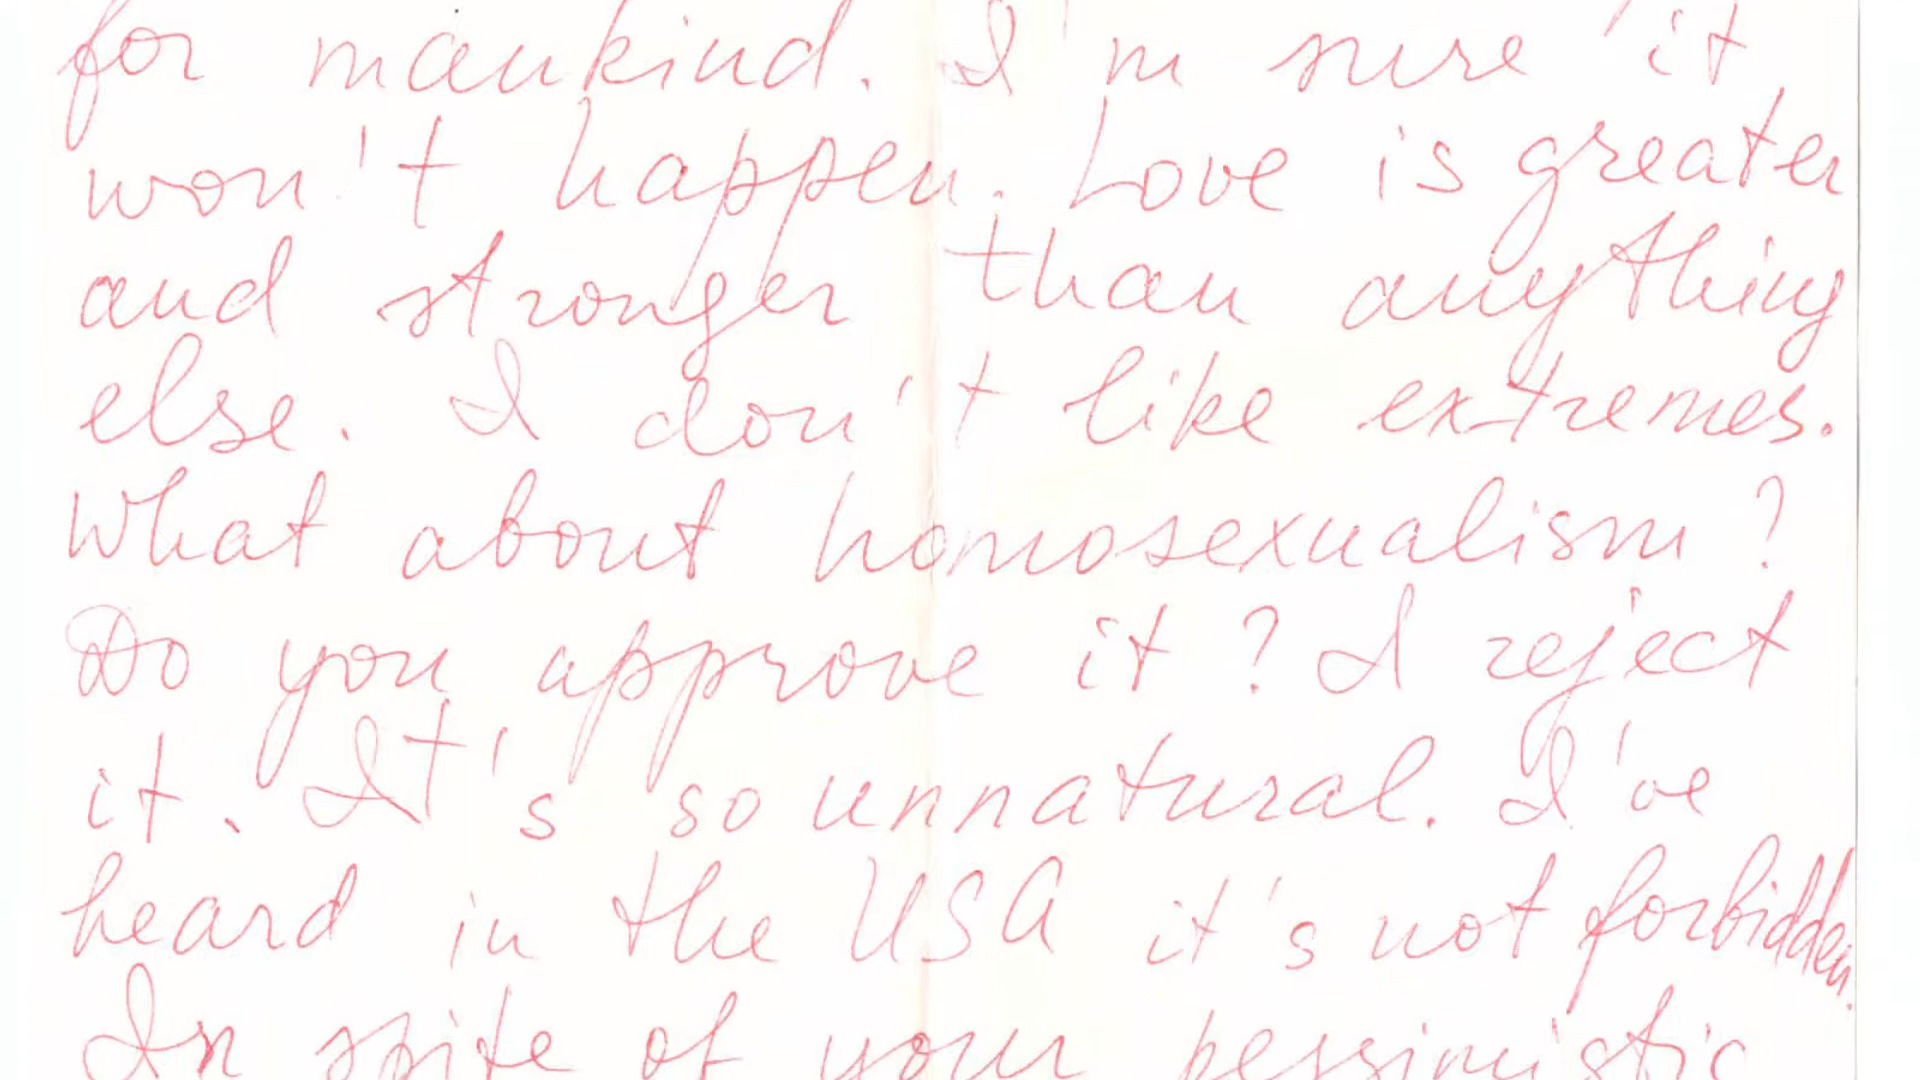 for mankind. I'm sure it
won't happen. Love is greater
and stronger than anything
else. I don't like extremes.
What about homosexualism?
Do you approve it? I reject
it. It's so unnatural. I've
heard in the USA it's not forbidden.
In spite of your pessimistic